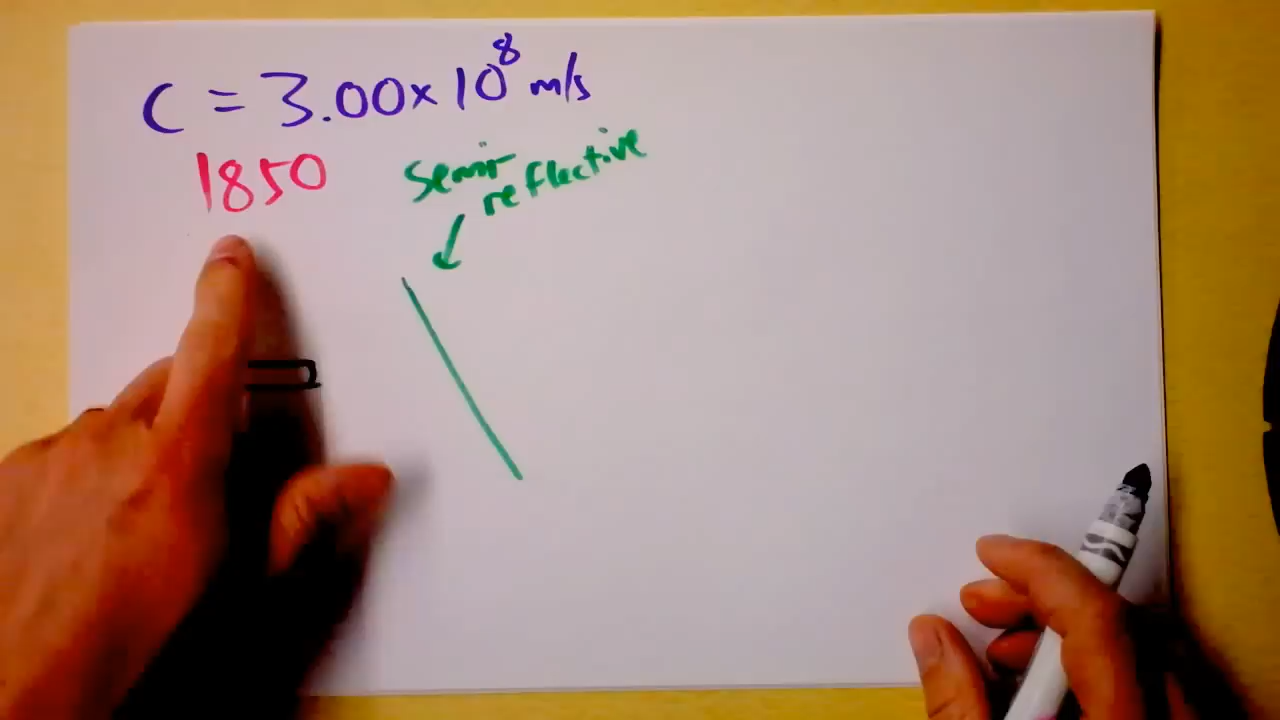 C = 3.00 × 10⁸ m/s
1850
Semi-
reflective